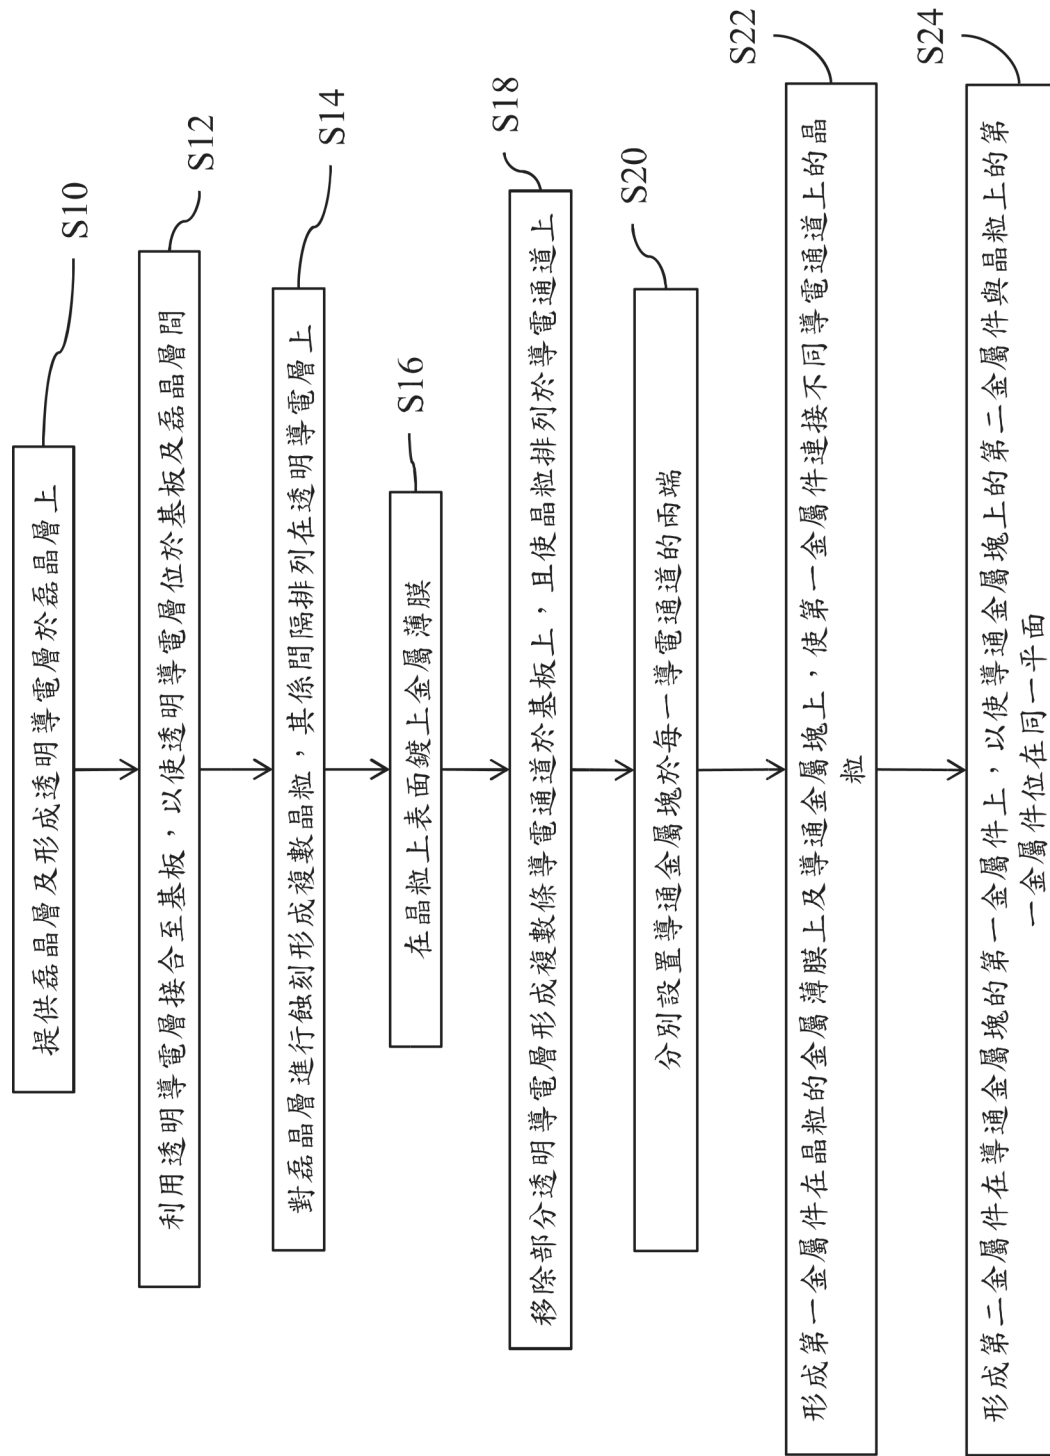 S10
提供磊晶層及形成透明導電層於磊晶層上
S12
利用透明導電層接合至基板，以使透明導電層位於基板及磊晶層間
S14
對磊晶層進行蝕刻形成複數晶粒，其係間隔排列在透明導電層上
S16
在晶粒上表面鍍上金屬薄膜
S18
移除部分透明導電層形成複數條導電通道於基板上，且使晶粒排列於導電通道上
S20
分別設置導通金屬塊於每一導電通道的兩端
S22
形成第一金屬件在晶粒的金屬薄膜上及導通金屬塊上，使第一金屬件連接不同導電通道上的晶
粒
S24
形成第二金屬件在導通金屬塊的第一金屬件上，以使導通金屬塊上的第二金屬件與晶粒上的第
一金屬件位在同一平面